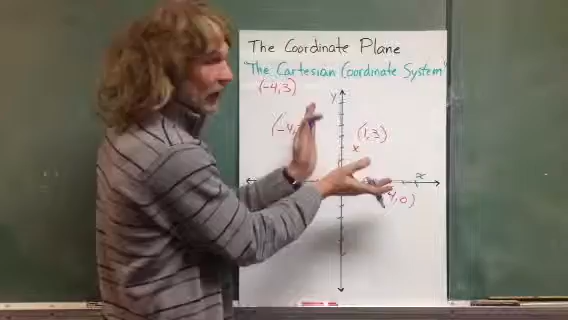 The Coordinate Plane
"The Cartesian Coordinate System"
(-4,3)
y
(-4,
(1,3)
x
x
4,0)